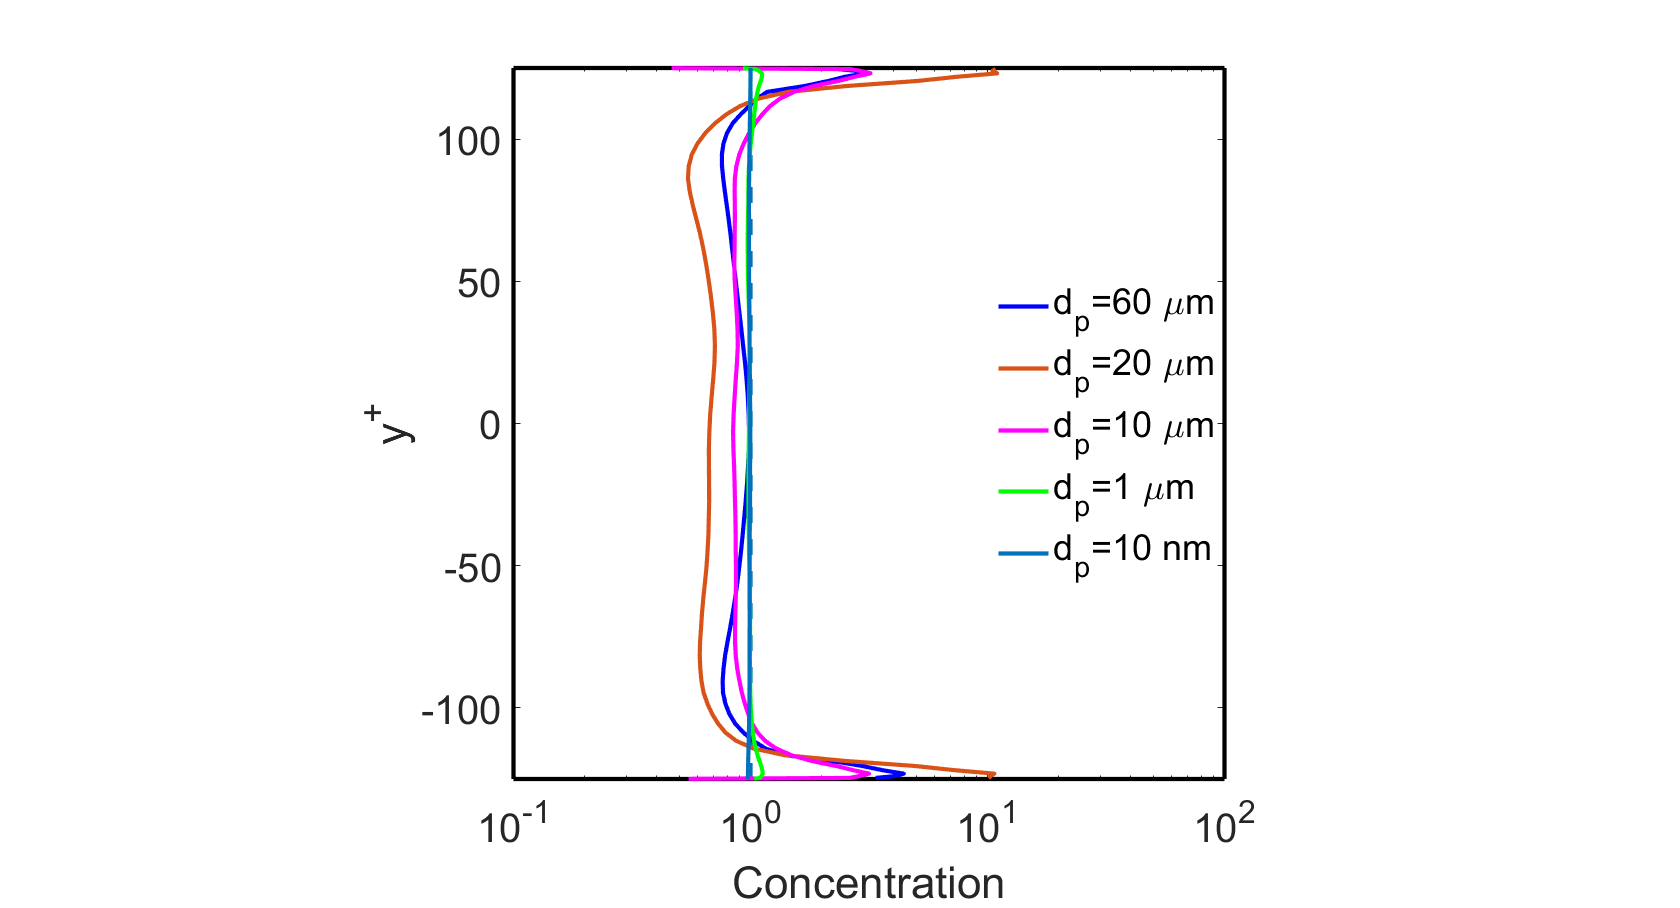 100
50
0
-50
-100
y+
d_p=60 μm
d_p=20 μm
d_p=10 μm
d_p=1 μm
d_p=10 nm
10^-1 10^0 10^1 10^2
Concentration